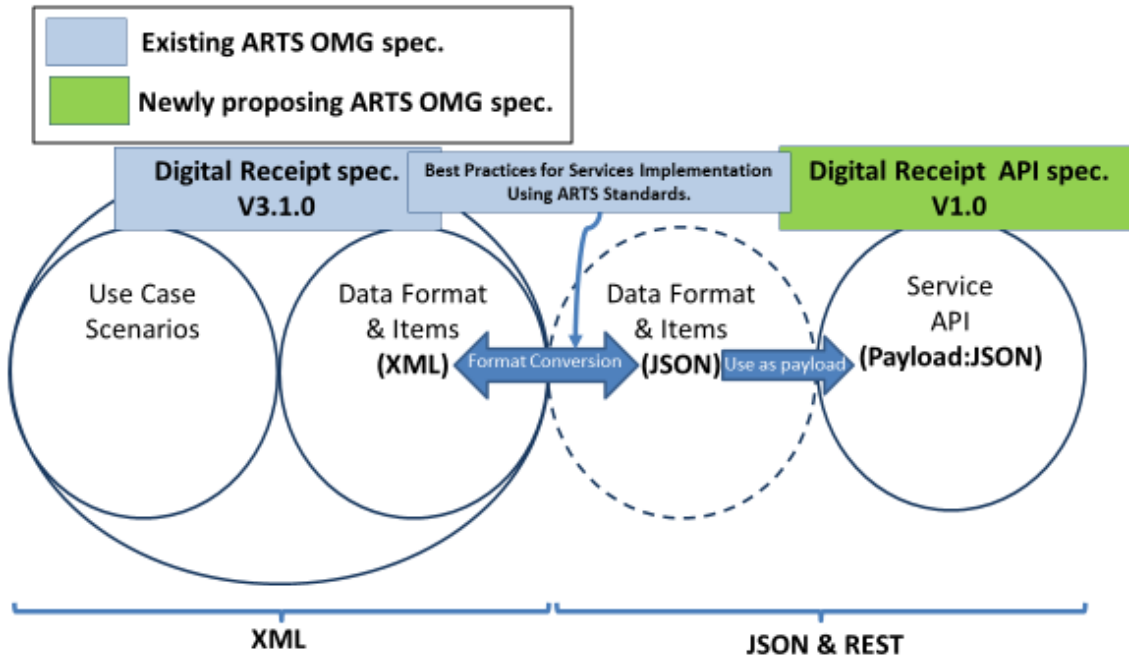 Existing ARTS OMG spec.
Newly proposing ARTS OMG spec.
Digital Receipt spec.
V3.1.0
Best Practices for Services Implementation
Using ARTS Standards.
Digital Receipt API spec.
V1.0
Use Case
Scenarios
Data Format
& Items
(XML)
Format Conversion
Data Format
& Items
(JSON)
Use as payload
Service
API
(Payload:JSON)
XML
JSON & REST